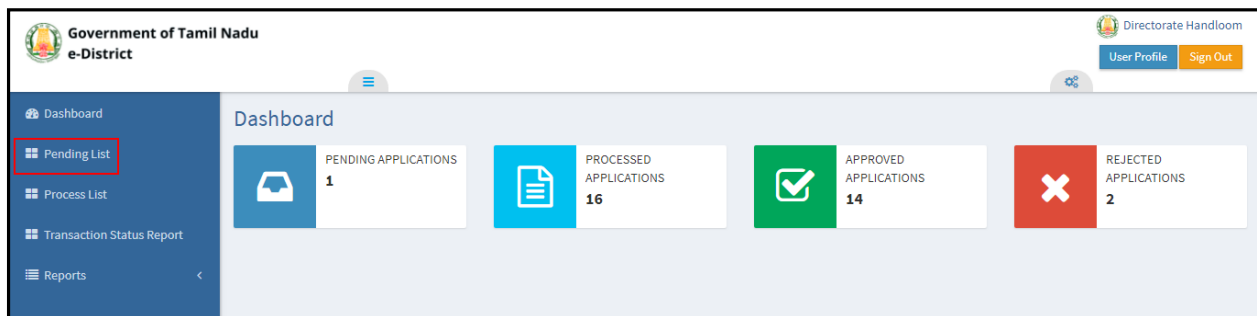 Government of Tamil Nadu
e-District
Directorate Handloom
User Profile
Sign Out
Dashboard
Pending List
Process List
Transaction Status Report
Reports
Dashboard
PENDING APPLICATIONS
1
PROCESSED
APPLICATIONS
16
APPROVED
APPLICATIONS
14
REJECTED
APPLICATIONS
2